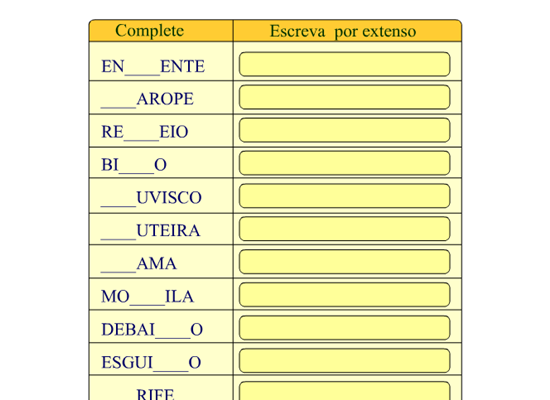 Complete Escreva por extenso
EN____ENTE
____AROPE
RE____EIO
BI____O
____UVISCO
____UTEIRA
____AMA
MO____ILA
DEBAI____O
ESGUI____O
____RIFE